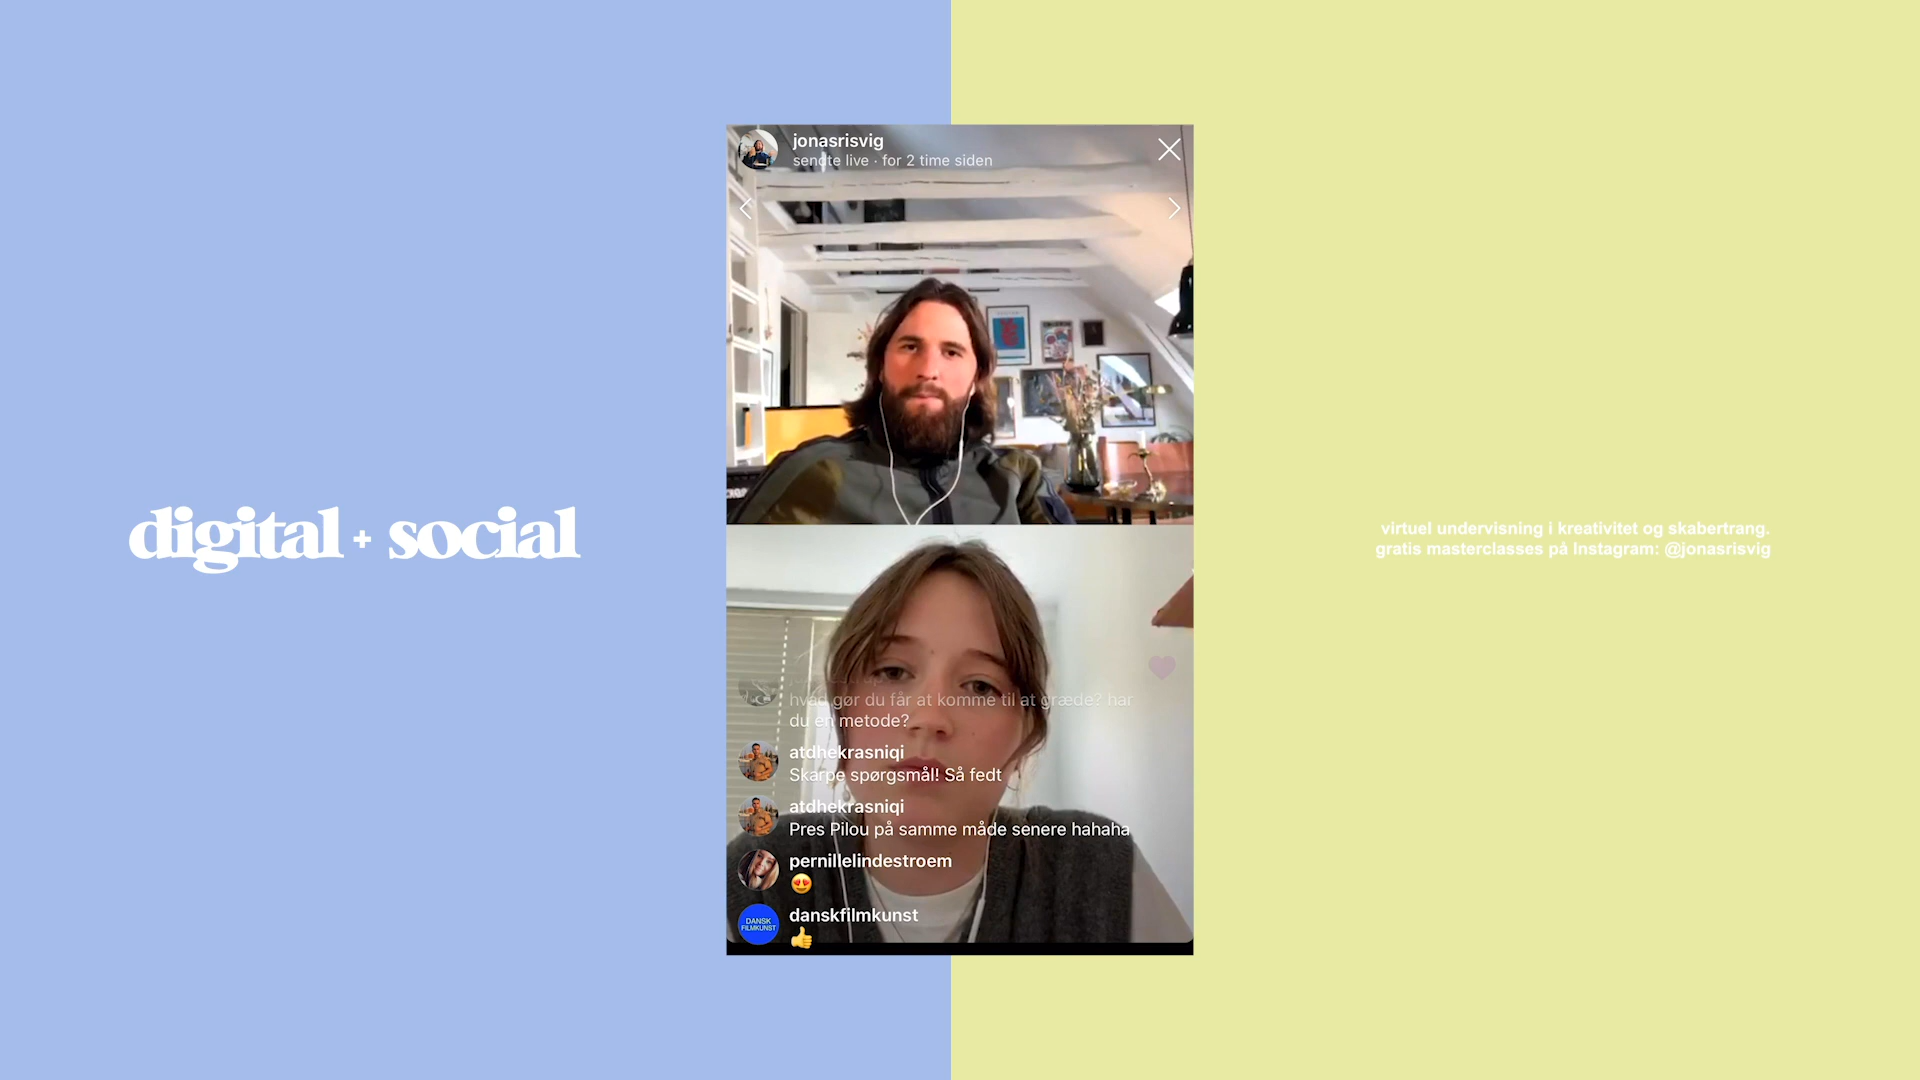 digital + social
jonasrisvig
sendte live · for 2 time siden
hvad gør du får at komme til at græde? har
du en metode?
atdhekrasniqi
Skarpe spørgsmål! Så fedt
atdhekrasniqi
Pres Pilou på samme måde senere hahaha
pernillelindestroem
😍
danskfilmkunst
👍
DANSK
FILMKUNST
virtuel undervisning i kreativitet og skabertrang.
gratis masterclasses på Instagram: @jonasrisvig